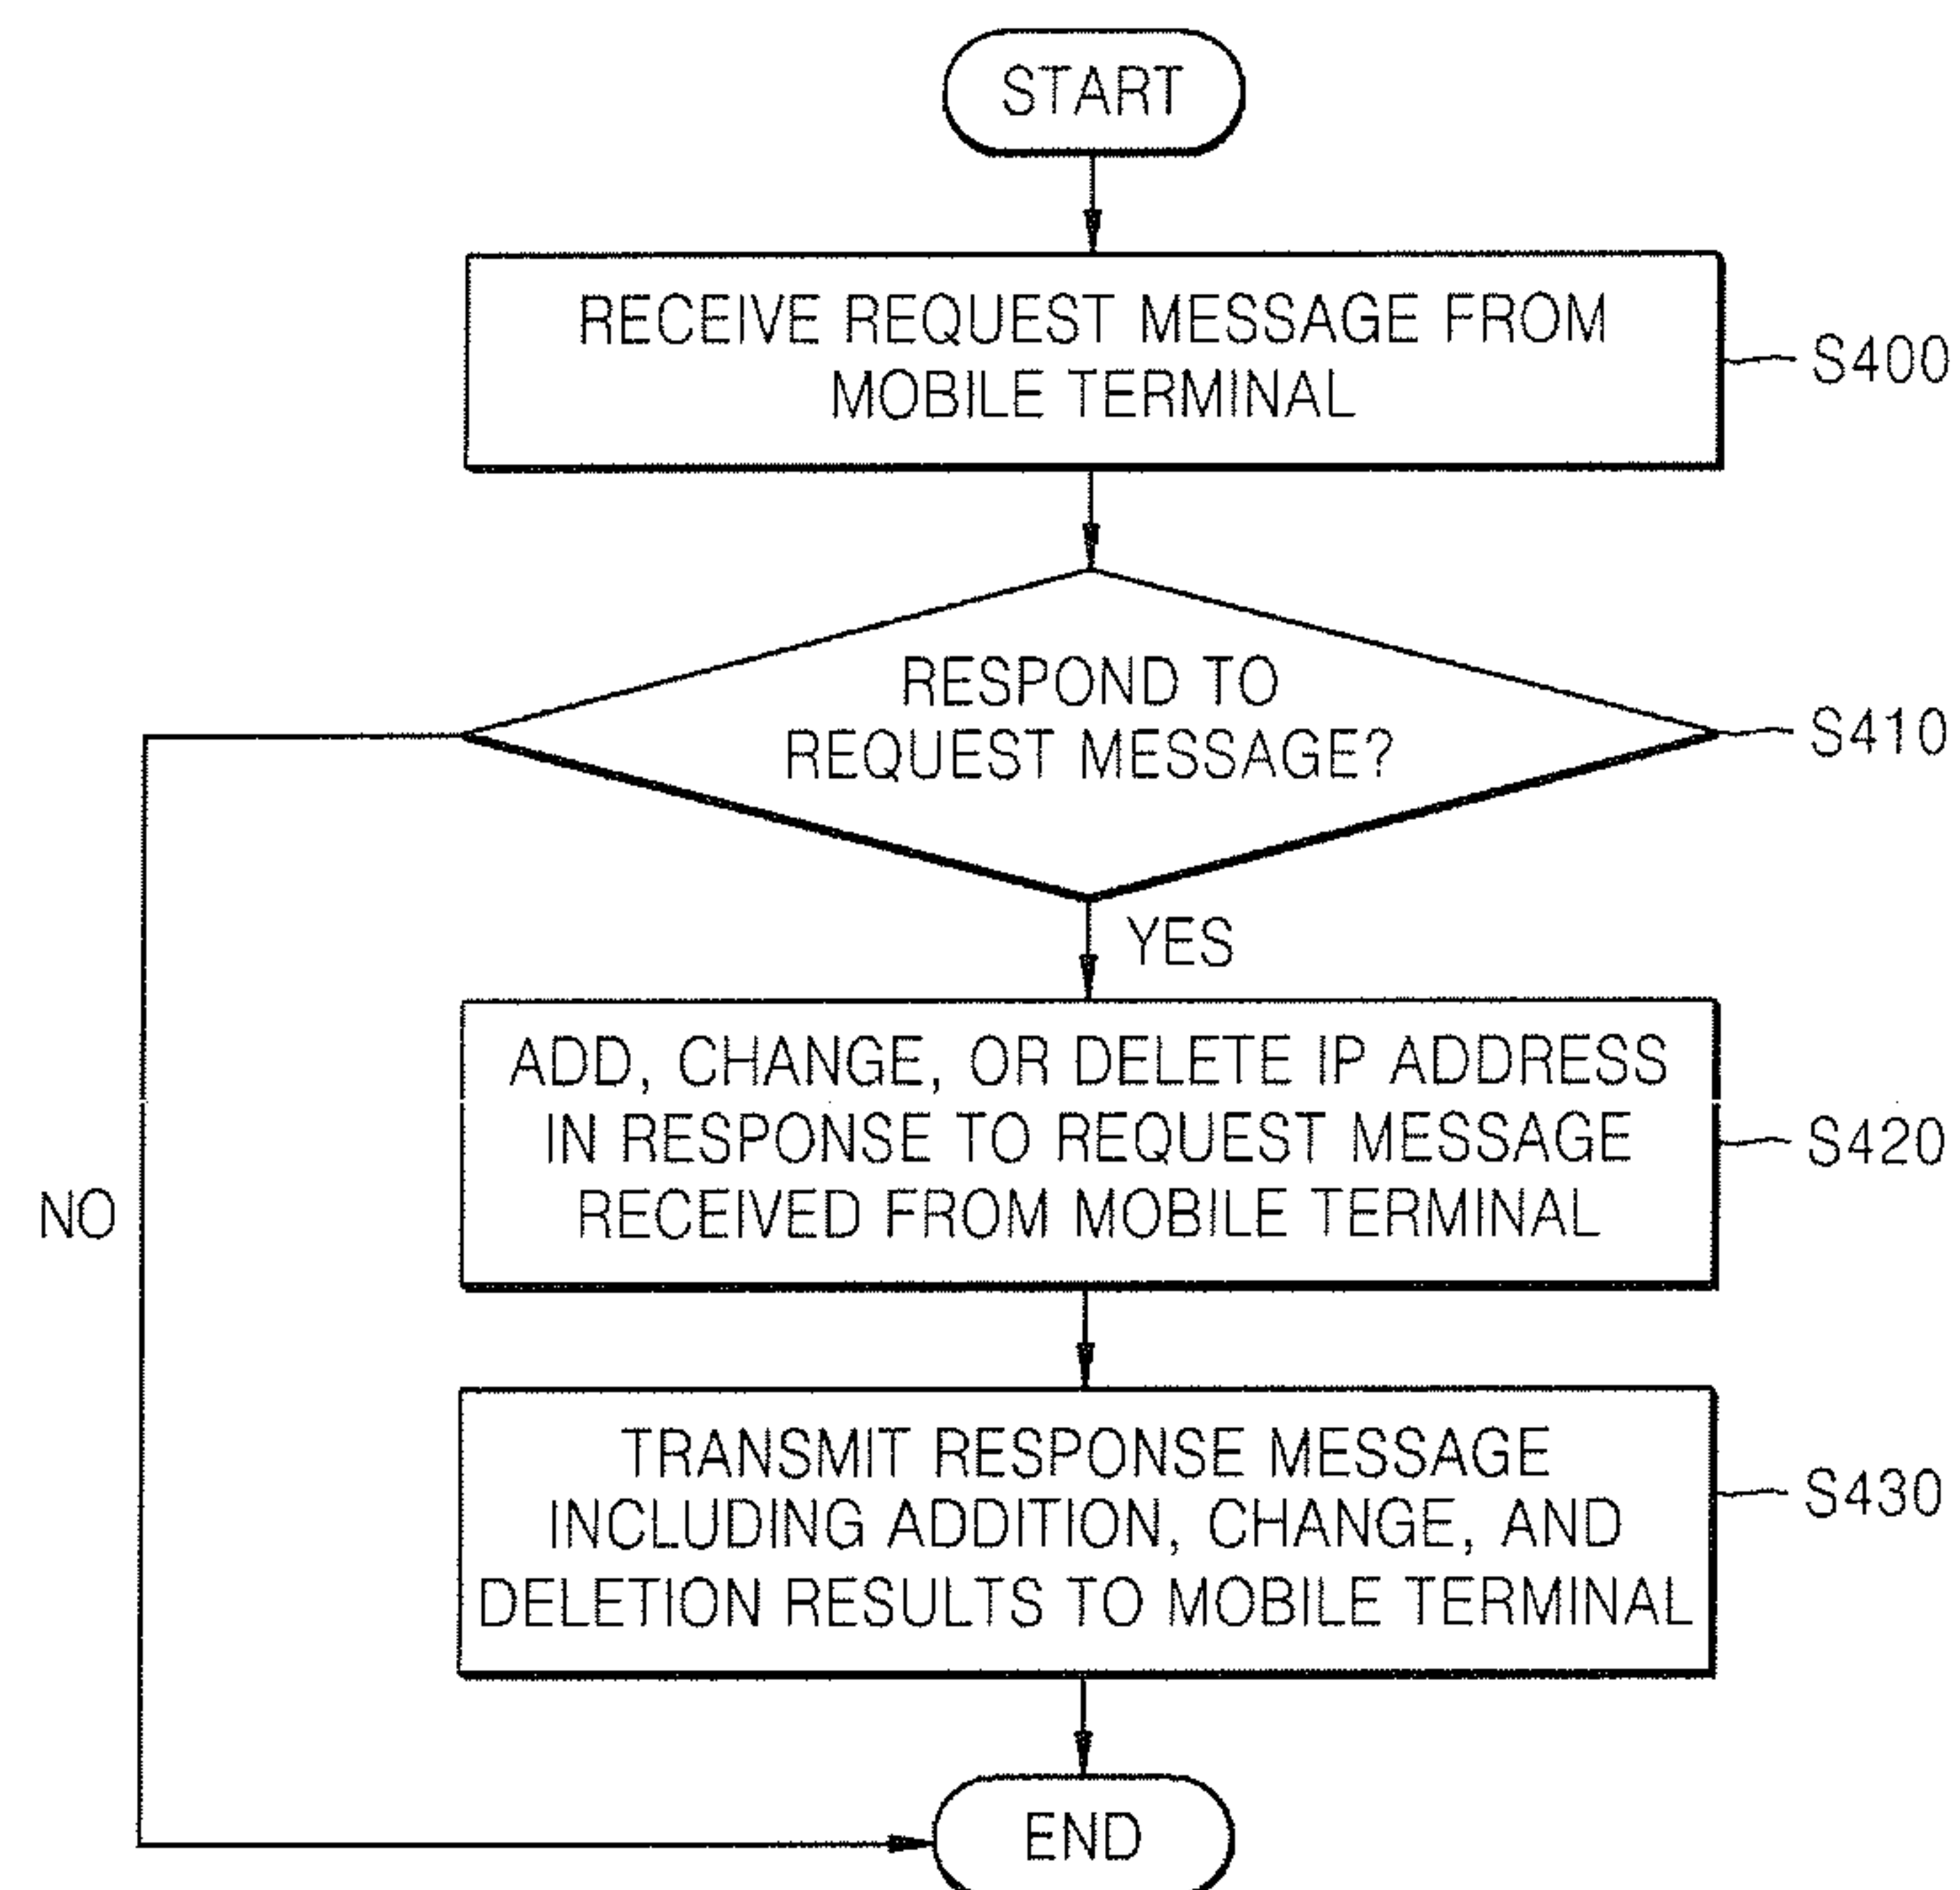 START
RECEIVE REQUEST MESSAGE FROM
MOBILE TERMINAL
S400
RESPOND TO
REQUEST MESSAGE?
S410
YES
ADD, CHANGE, OR DELETE IP ADDRESS
IN RESPONSE TO REQUEST MESSAGE
RECEIVED FROM MOBILE TERMINAL
S420
NO
TRANSMIT RESPONSE MESSAGE
INCLUDING ADDITION, CHANGE, AND
DELETION RESULTS TO MOBILE TERMINAL
S430
END